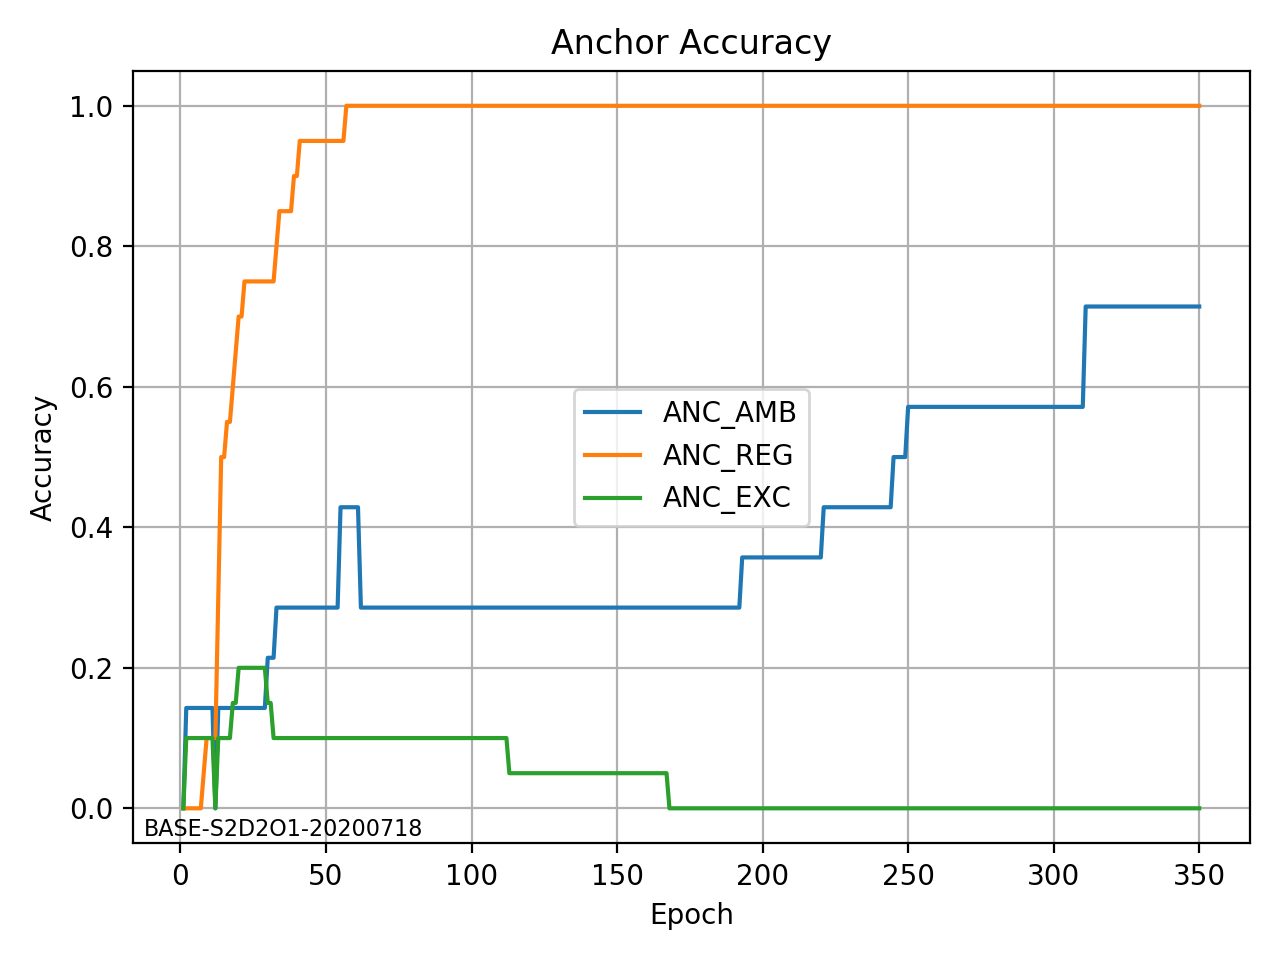 Anchor Accuracy
1.0
0.8
0.6
0.4
0.2
0.0
Accuracy
ANC_AMB
ANC_REG
ANC_EXC
BASE-S2D2O1-20200718
0 50 100 150 200 250 300 350
Epoch